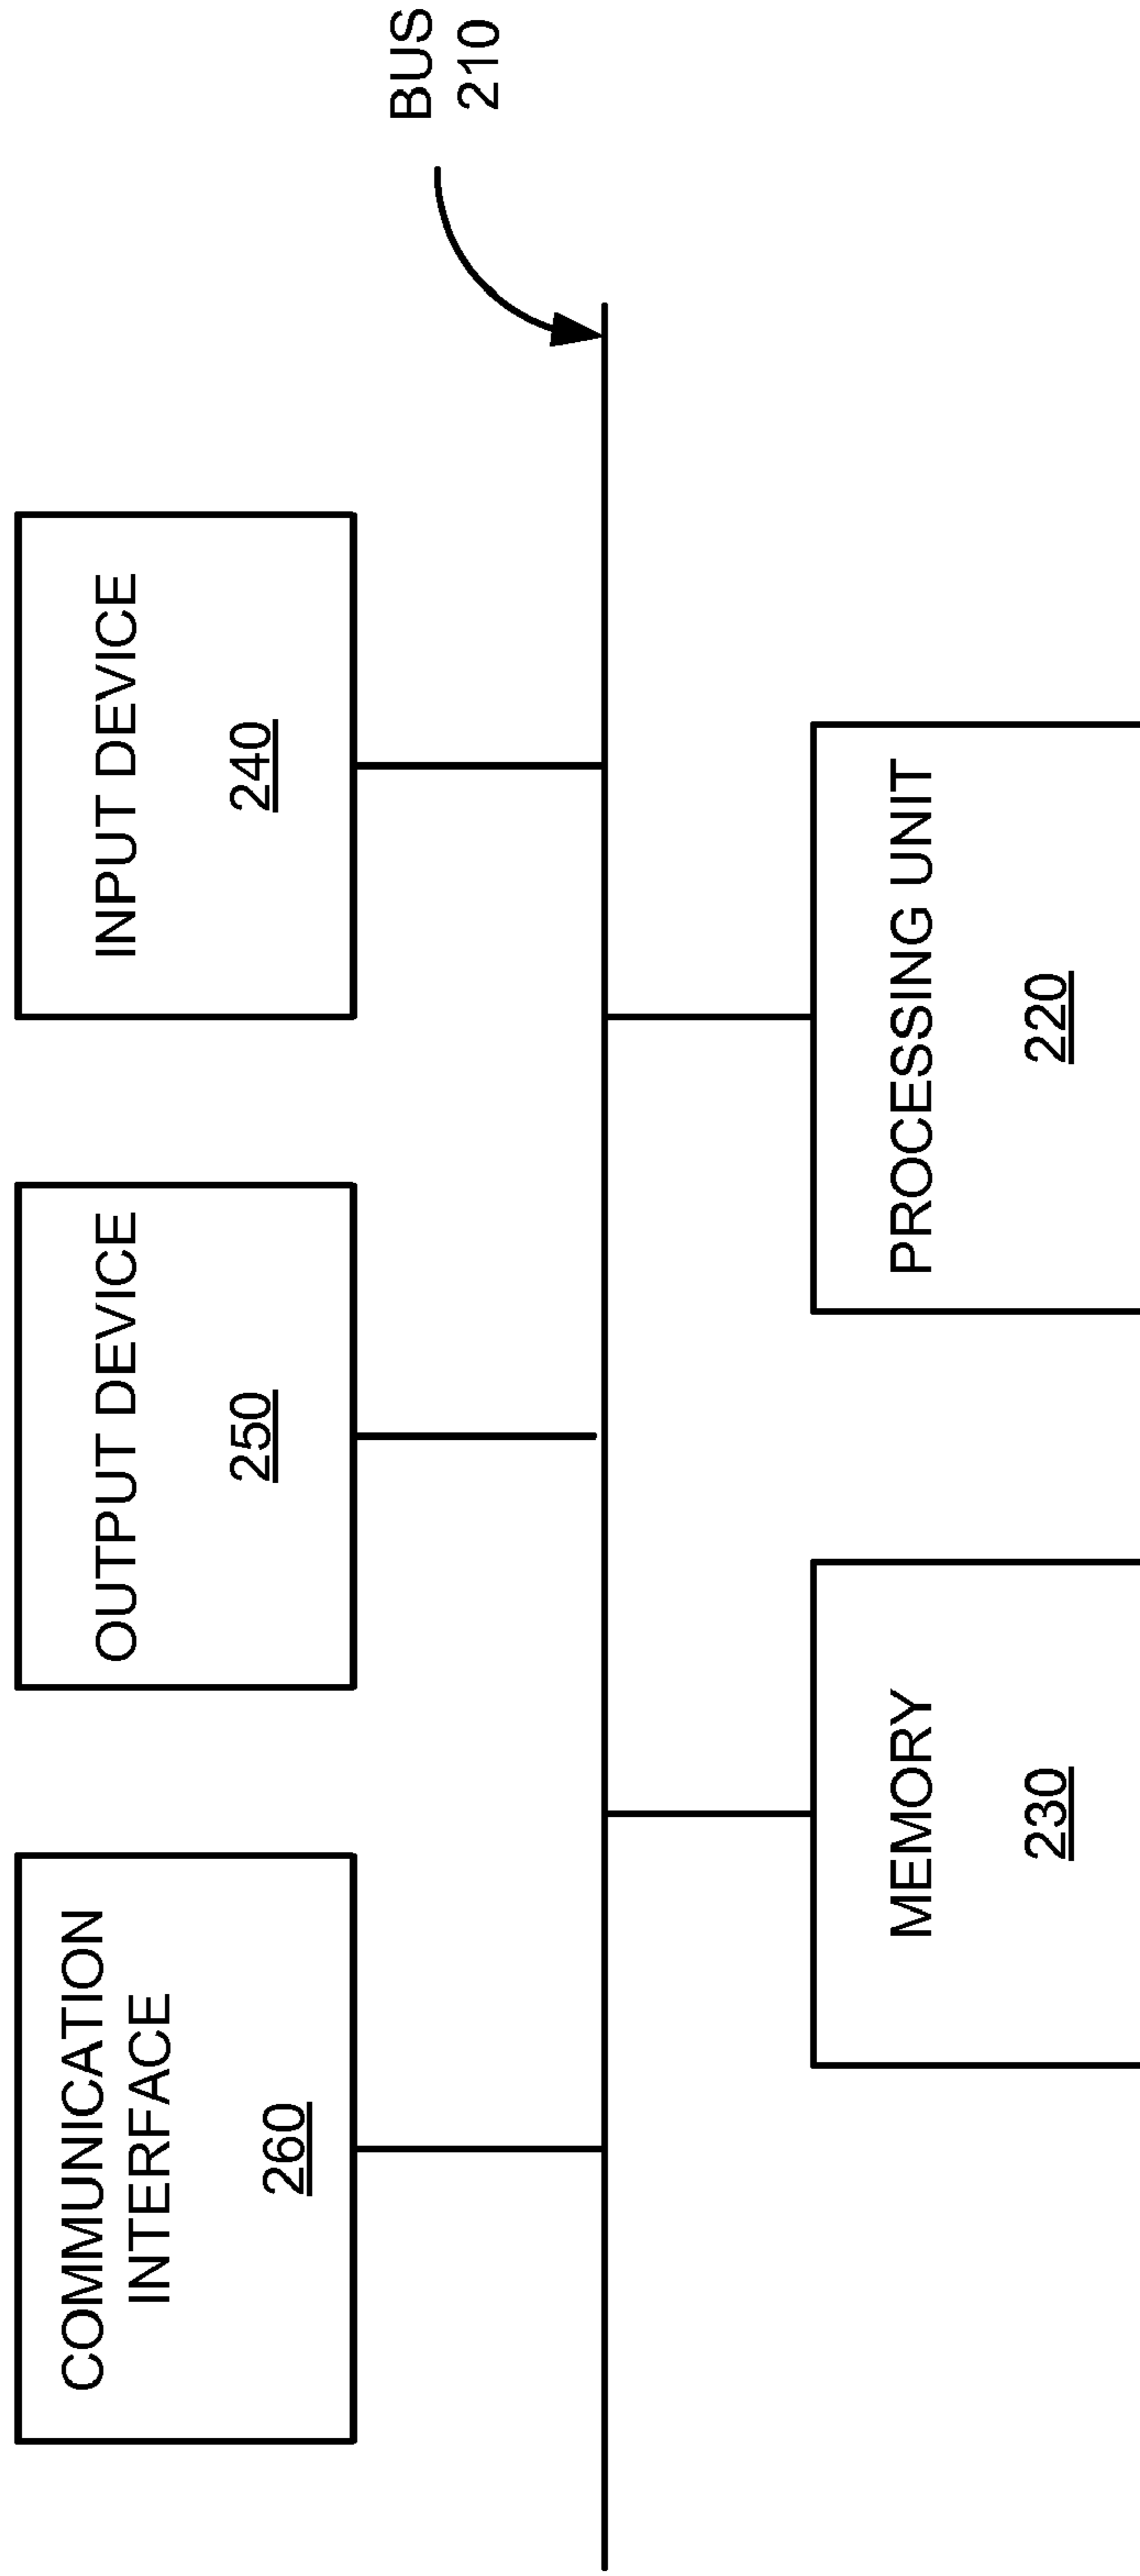 COMMUNICATION
INTERFACE
260
OUTPUT DEVICE
250
INPUT DEVICE
240
BUS
210
MEMORY
230
PROCESSING UNIT
220